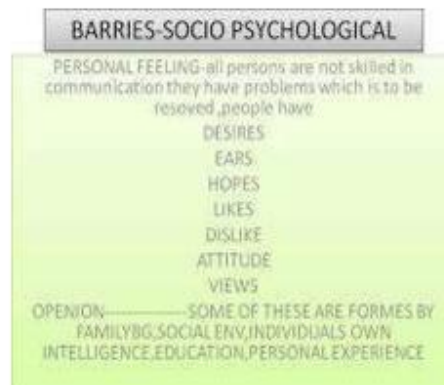 BARRIES-SOCIO PSYCHOLOGICAL
PERSONAL FEELING-all persons are not skilled in
communication they have problems which is to be
resoved ,people have
DESIRES
EARS
HOPES
LIKES
DISLIKE
ATTITUDE
VIEWS
OPENION--------------SOME OF THESE ARE FORMES BY
FAMILYBG,SOCIAL ENV,INDIVIDUALS OWN
INTELLIGENCE,EDUCATION,PERSONAL EXPERIENCE